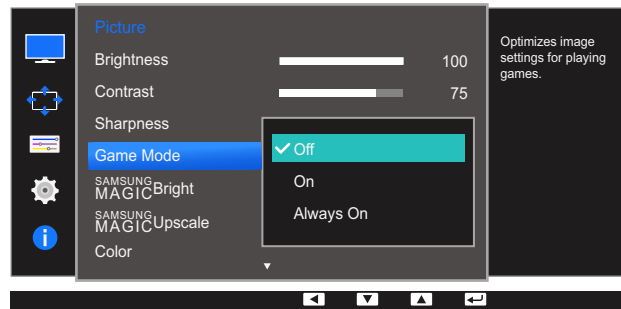 Picture
Brightness 100
Contrast 75
Sharpness
Game Mode
SAMSUNG
MAGICBright
SAMSUNG
MAGICUpscale
Color
Off
On
Always On
Optimizes image
settings for playing
games.